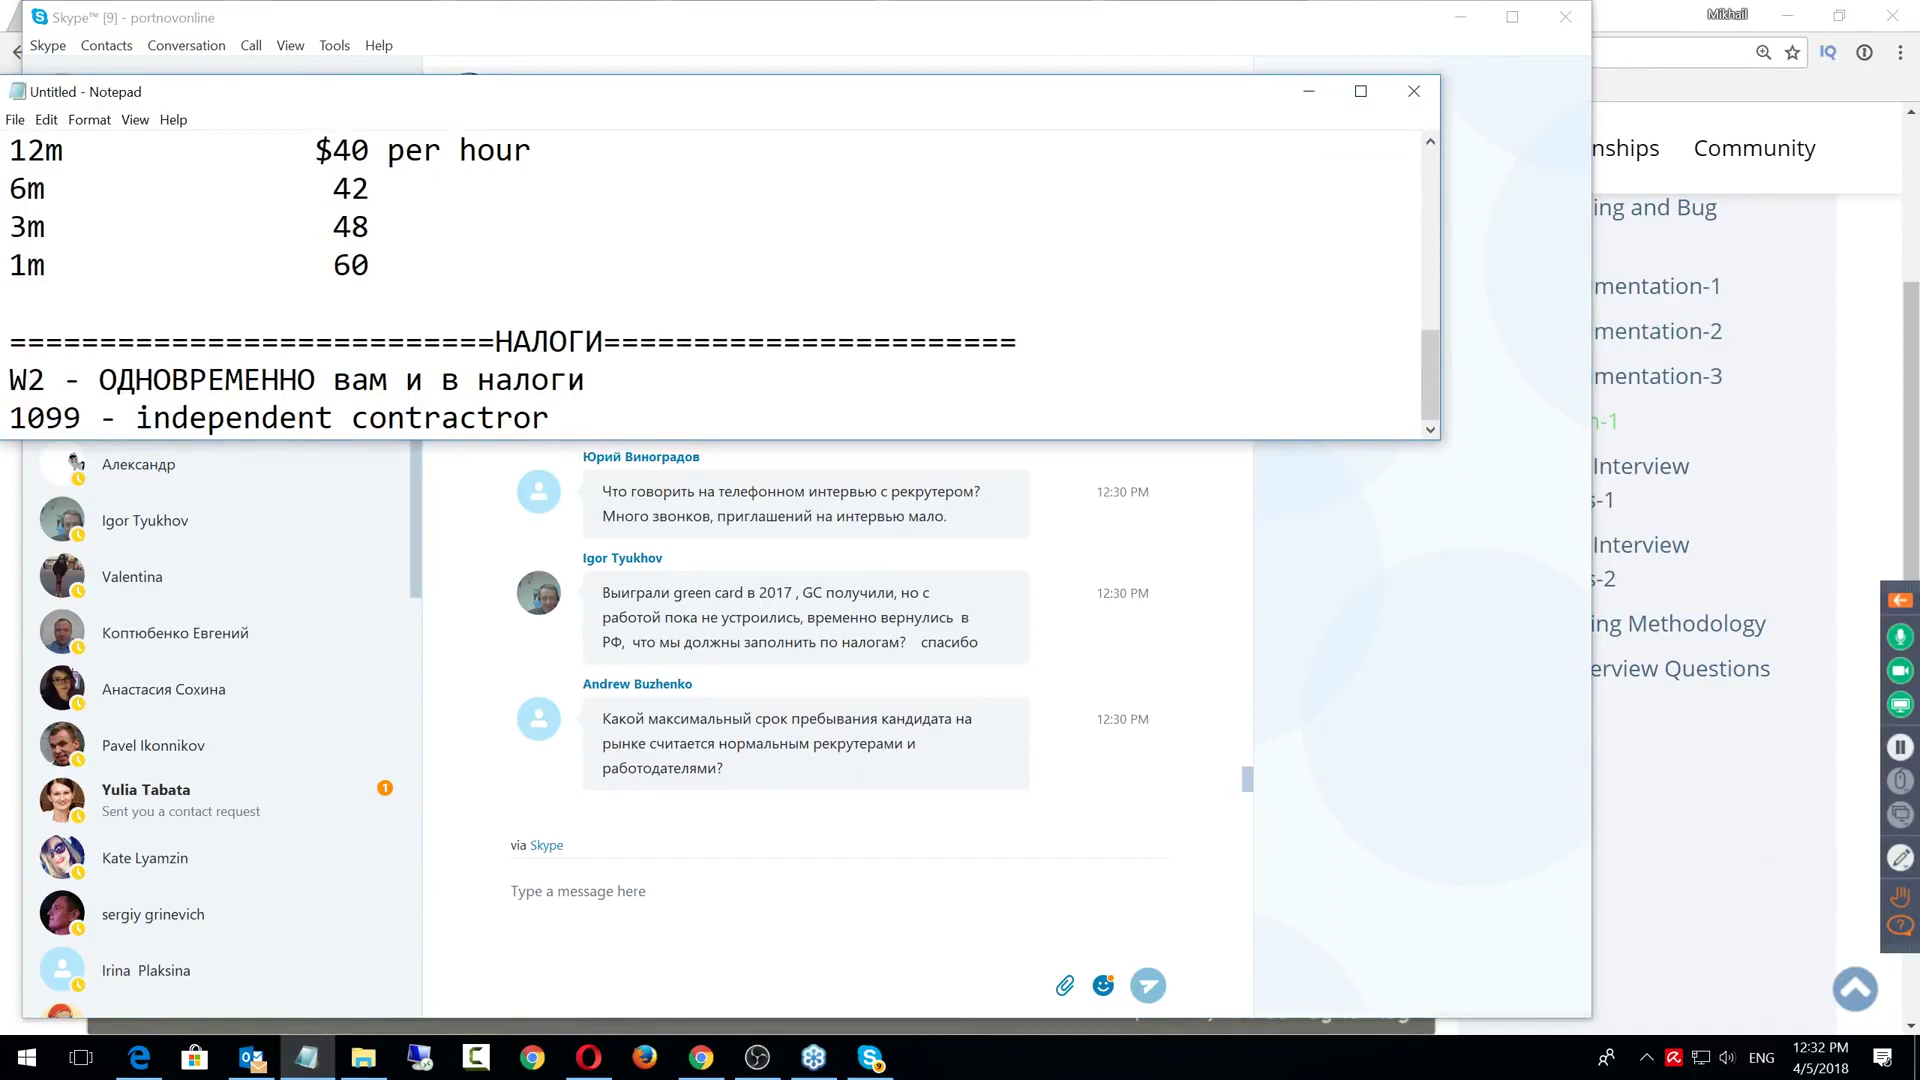 Skype™ [9] - portnovonline
Mikhail
Skype Contacts Conversation Call View Tools Help
Untitled - Notepad
File Edit Format View Help
12m $40 per hour
6m 42
3m 48
1m 60
===========================НАЛОГИ=======================
W2 - ОДНОВРЕМЕННО вам и в налоги
1099 - independent contractror
nships Community
ing and Bug
mentation-1
mentation-2
mentation-3
n-1
Interview
s-1
Interview
s-2
ing Methodology
erview Questions
Александр
Igor Tyukhov
Valentina
Коптюбенко Евгений
Анастасия Сохина
Pavel Ikonnikov
Yulia Tabata 1
Sent you a contact request
Kate Lyamzin
sergiy grinevich
Irina Plaksina
Юрий Виноградов
Что говорить на телефонном интервью с рекрутером? 12:30 PM
Много звонков, приглашений на интервью мало.
Igor Tyukhov
Выиграли green card в 2017 , GC получили, но с 12:30 PM
работой пока не устроились, временно вернулись в
РФ, что мы должны заполнить по налогам? спасибо
Andrew Buzhenko
Какой максимальный срок пребывания кандидата на 12:30 PM
рынке считается нормальным рекрутерами и
работодателями?
via Skype
Type a message here
ENG
12:32 PM
4/5/2018